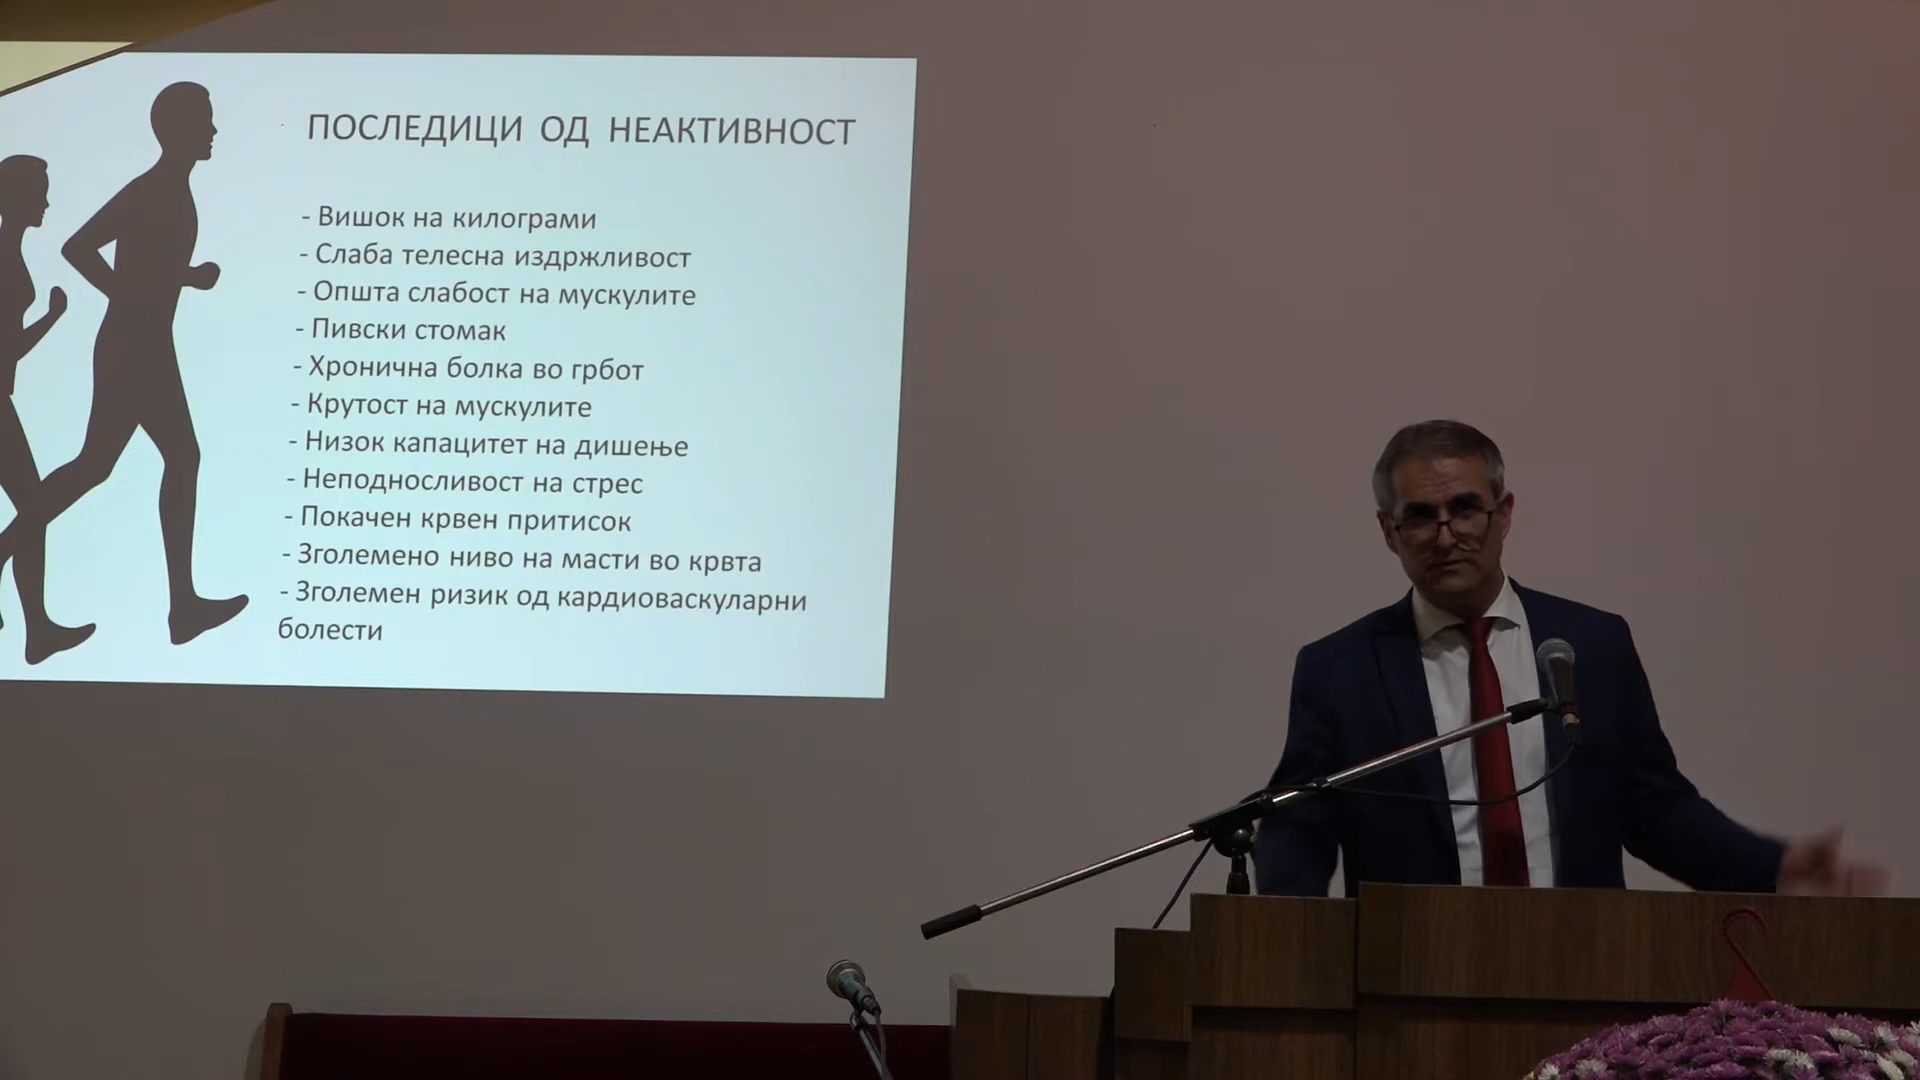 ПОСЛЕДИЦИ ОД НЕАКТИВНОСТ
- Вишок на килограми
- Слаба телесна издржливост
- Општа слабост на мускулите
- Пивски стомак
- Хронична болка во грбот
- Крутост на мускулите
- Низок капацитет на дишење
- Неподносливост на стрес
- Покачен крвен притисок
- Зголемено ниво на масти во крвта
- Зголемен ризик од кардиоваскуларни
болести